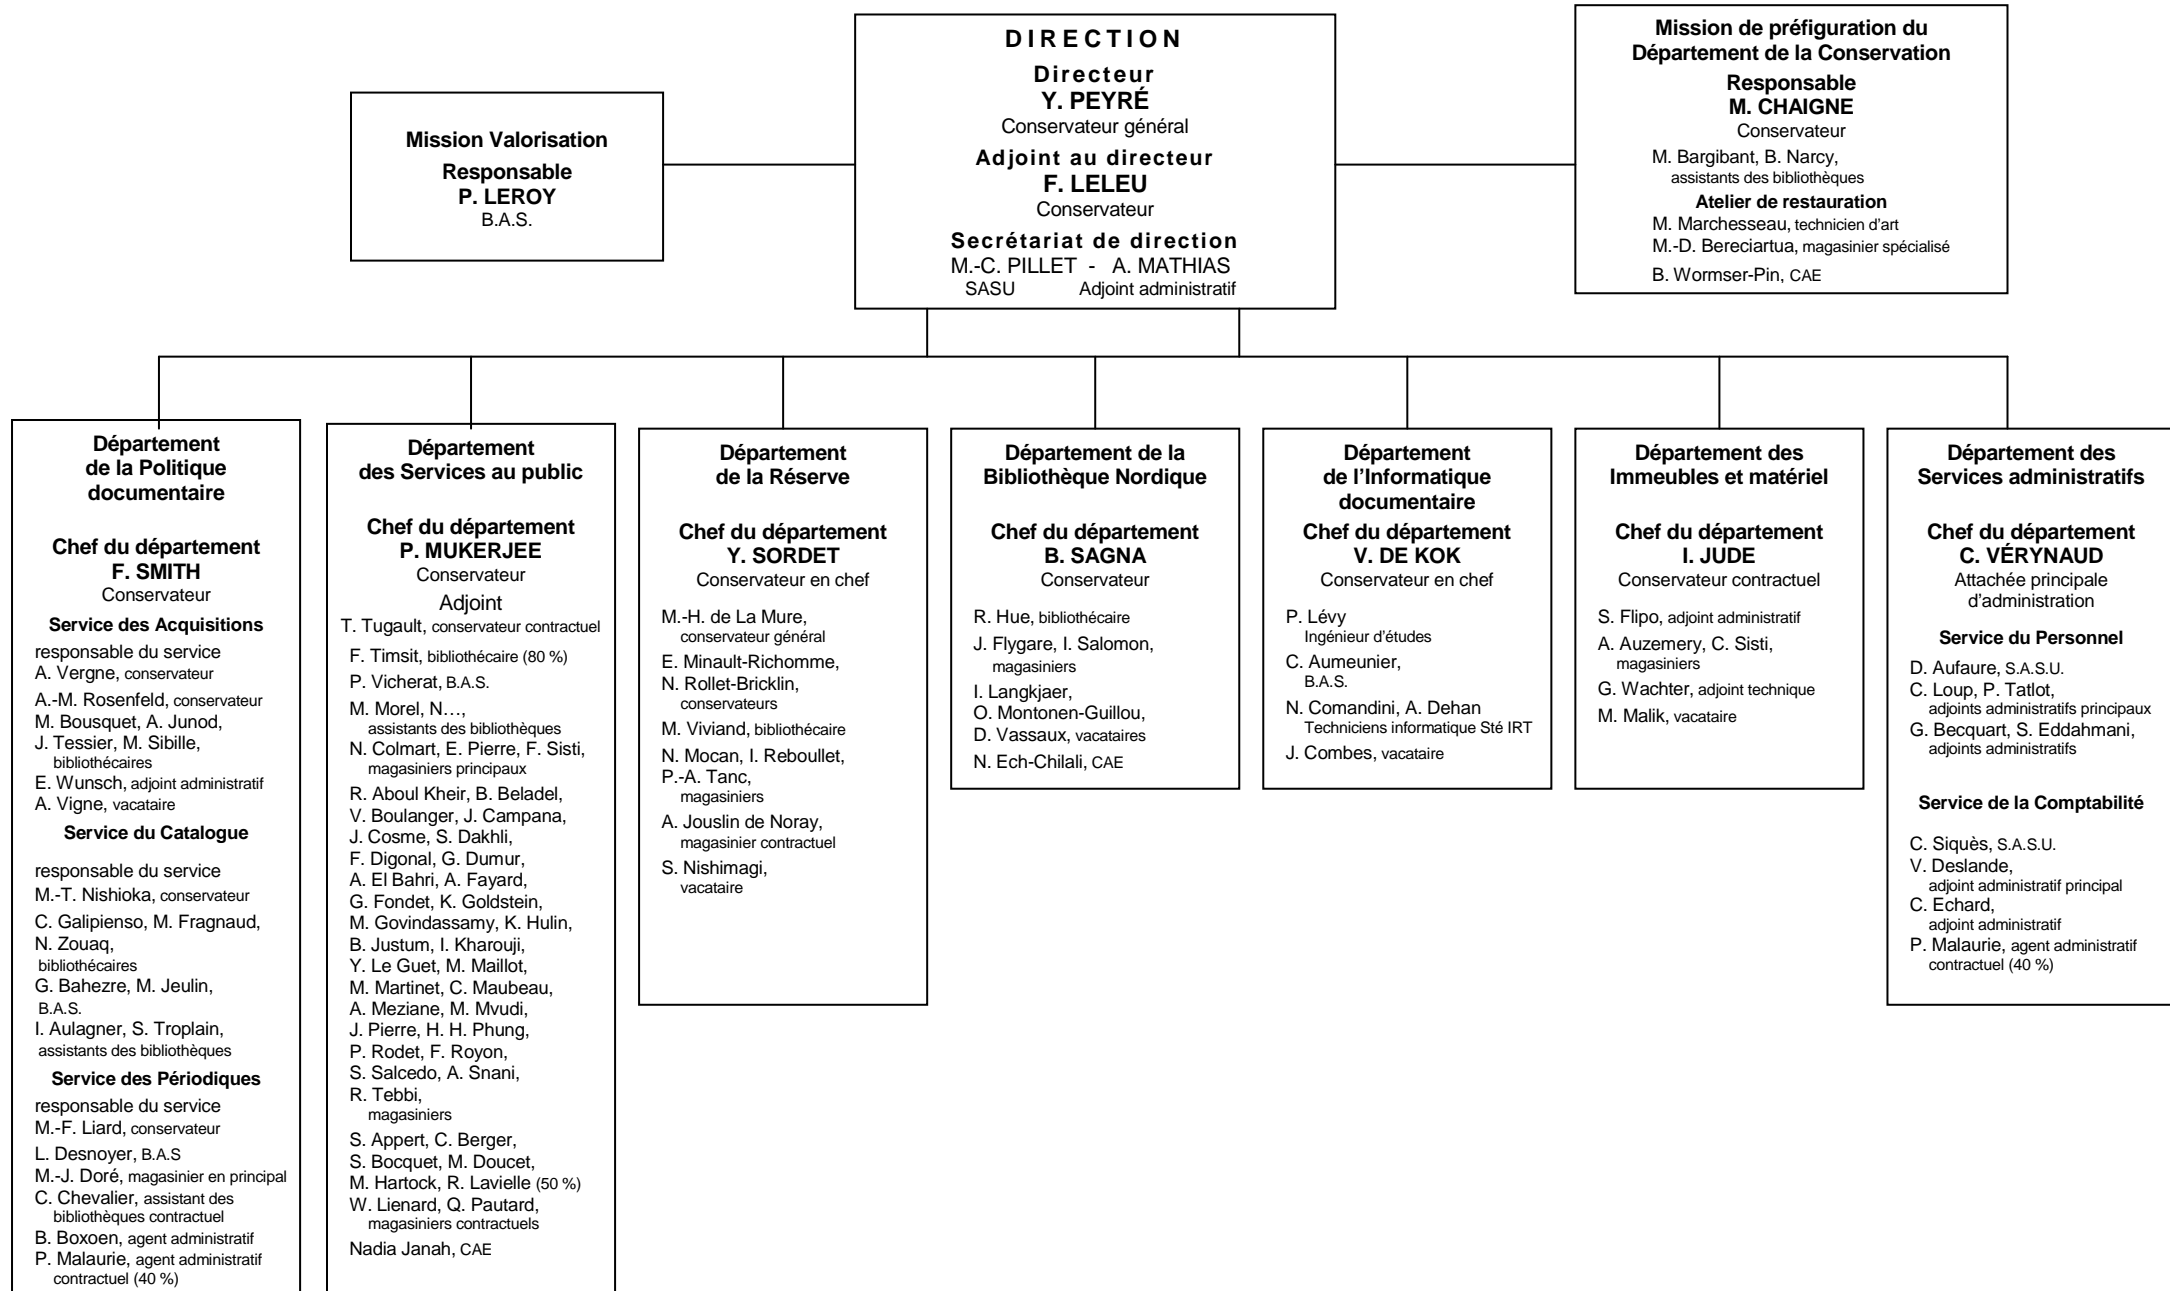 DIRECTION
Directeur
Y. PEYRÉ
Conservateur général
Adjoint au directeur
F. LELEU
Conservateur
Secrétariat de direction
M.-C. PILLET - A. MATHIAS
SASU Adjoint administratif
Mission Valorisation
Responsable
P. LEROY
B.A.S.
Mission de préfiguration du
Département de la Conservation
Responsable
M. CHAIGNE
Conservateur
M. Bargibant, B. Narcy,
assistants des bibliothèques
Atelier de restauration
M. Marchesseau, technicien d'art
M.-D. Bereciartua, magasinier spécialisé
B. Wormser-Pin, CAE
Département
de la Politique
documentaire
Chef du département
F. SMITH
Conservateur
Service des Acquisitions
responsable du service
A. Vergne, conservateur
A.-M. Rosenfeld, conservateur
M. Bousquet, A. Junod,
J. Tessier, M. Sibille,
bibliothécaires
E. Wunsch, adjoint administratif
A. Vigne, vacataire
Service du Catalogue
responsable du service
M.-T. Nishioka, conservateur
C. Galipienso, M. Fragnaud,
N. Zouaq,
bibliothécaires
G. Bahezre, M. Jeulin,
B.A.S.
I. Aulagner, S. Troplain,
assistants des bibliothèques
Service des Périodiques
responsable du service
M.-F. Liard, conservateur
L. Desnoyer, B.A.S
M.-J. Doré, magasinier en principal
C. Chevalier, assistant des
bibliothèques contractuel
B. Boxoen, agent administratif
P. Malaurie, agent administratif
contractuel (40 %)
Département
des Services au public
Chef du département
P. MUKERJEE
Conservateur
Adjoint
T. Tugault, conservateur contractuel
F. Timsit, bibliothécaire (80 %)
P. Vicherat, B.A.S.
M. Morel, N…,
assistants des bibliothèques
N. Colmart, E. Pierre, F. Sisti,
magasiniers principaux
R. Aboul Kheir, B. Beladel,
V. Boulanger, J. Campana,
J. Cosme, S. Dakhli,
F. Digonal, G. Dumur,
A. El Bahri, A. Fayard,
G. Fondet, K. Goldstein,
M. Govindassamy, K. Hulin,
B. Justum, I. Kharouji,
Y. Le Guet, M. Maillot,
M. Martinet, C. Maubeau,
A. Meziane, M. Mvudi,
J. Pierre, H. H. Phung,
P. Rodet, F. Royon,
S. Salcedo, A. Snani,
R. Tebbi,
magasiniers
S. Appert, C. Berger,
S. Bocquet, M. Doucet,
M. Hartock, R. Lavielle (50 %)
W. Lienard, Q. Pautard,
magasiniers contractuels
Nadia Janah, CAE
Département
de la Réserve
Chef du département
Y. SORDET
Conservateur en chef
M.-H. de La Mure,
conservateur général
E. Minault-Richomme,
N. Rollet-Bricklin,
conservateurs
M. Viviand, bibliothécaire
N. Mocan, I. Reboullet,
P.-A. Tanc,
magasiniers
A. Jouslin de Noray,
magasinier contractuel
S. Nishimagi,
vacataire
Département de la
Bibliothèque Nordique
Chef du département
B. SAGNA
Conservateur
R. Hue, bibliothécaire
J. Flygare, I. Salomon,
magasiniers
I. Langkjaer,
O. Montonen-Guillou,
D. Vassaux, vacataires
N. Ech-Chilali, CAE
Département
de l'Informatique
documentaire
Chef du département
V. DE KOK
Conservateur en chef
P. Lévy
Ingénieur d'études
C. Aumeunier,
B.A.S.
N. Comandini, A. Dehan
Techniciens informatique Sté IRT
J. Combes, vacataire
Département des
Immeubles et matériel
Chef du département
I. JUDE
Conservateur contractuel
S. Flipo, adjoint administratif
A. Auzemery, C. Sisti,
magasiniers
G. Wachter, adjoint technique
M. Malik, vacataire
Département des
Services administratifs
Chef du département
C. VÉRYNAUD
Attachée principale
d'administration
Service du Personnel
D. Aufaure, S.A.S.U.
C. Loup, P. Tatlot,
adjoints administratifs principaux
G. Becquart, S. Eddahmani,
adjoints administratifs
Service de la Comptabilité
C. Siquès, S.A.S.U.
V. Deslande,
adjoint administratif principal
C. Echard,
adjoint administratif
P. Malaurie, agent administratif
contractuel (40 %)